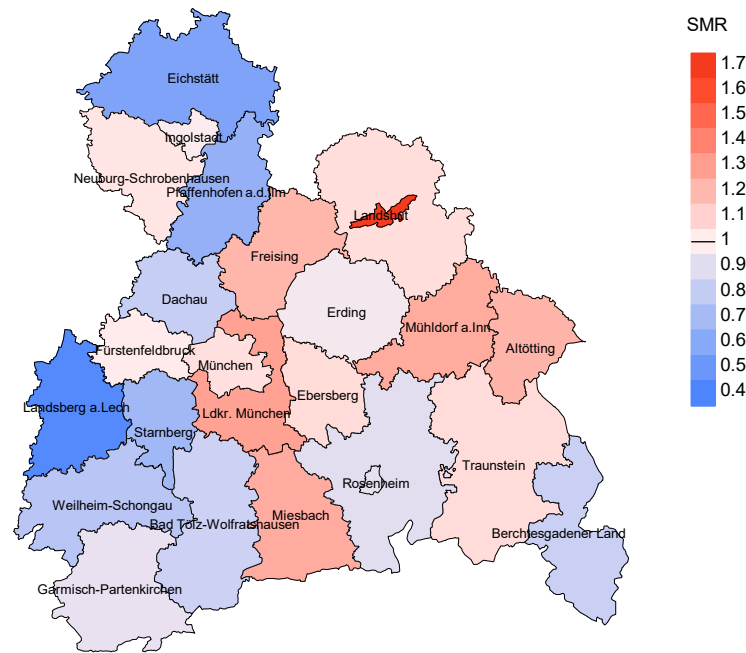 SMR
1.7
1.6
1.5
1.4
1.3
1.2
1.1
1
0.9
0.8
0.7
0.6
0.5
0.4
Eichstätt
Ingolstadt
Neuburg-Schrobenhausen
Pfaffenhofen a.d.Ilm
Landshut
Freising
Dachau
Erding
Mühldorf a.Inn
Altötting
Fürstenfeldbruck
München
Ebersberg
Landsberg a.Lech
Ldkr. München
Starnberg
Traunstein
Rosenheim
Weilheim-Schongau
Miesbach
Bad Tölz-Wolfratshausen
Berchtesgadener Land
Garmisch-Partenkirchen